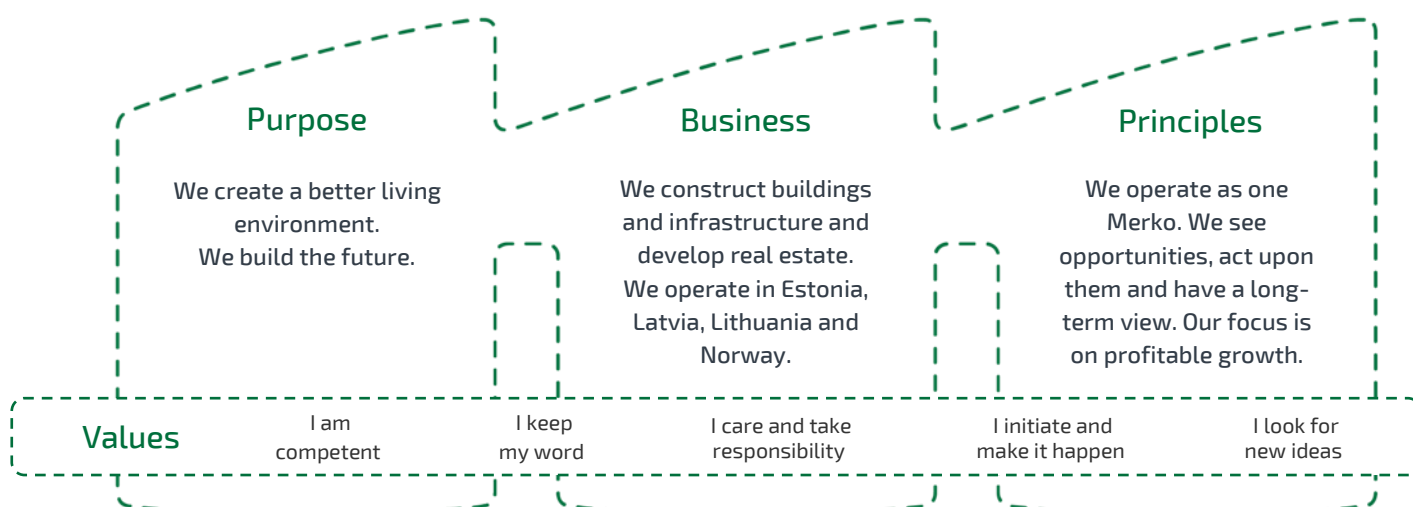 Purpose
We create a better living
environment.
We build the future.
Business
We construct buildings
and infrastructure and
develop real estate.
We operate in Estonia,
Latvia, Lithuania and
Norway.
Principles
We operate as one
Merko. We see
opportunities, act upon
them and have a long-
term view. Our focus is
on profitable growth.
Values
I am
competent
I keep
my word
I care and take
responsibility
I initiate and
make it happen
I look for
new ideas